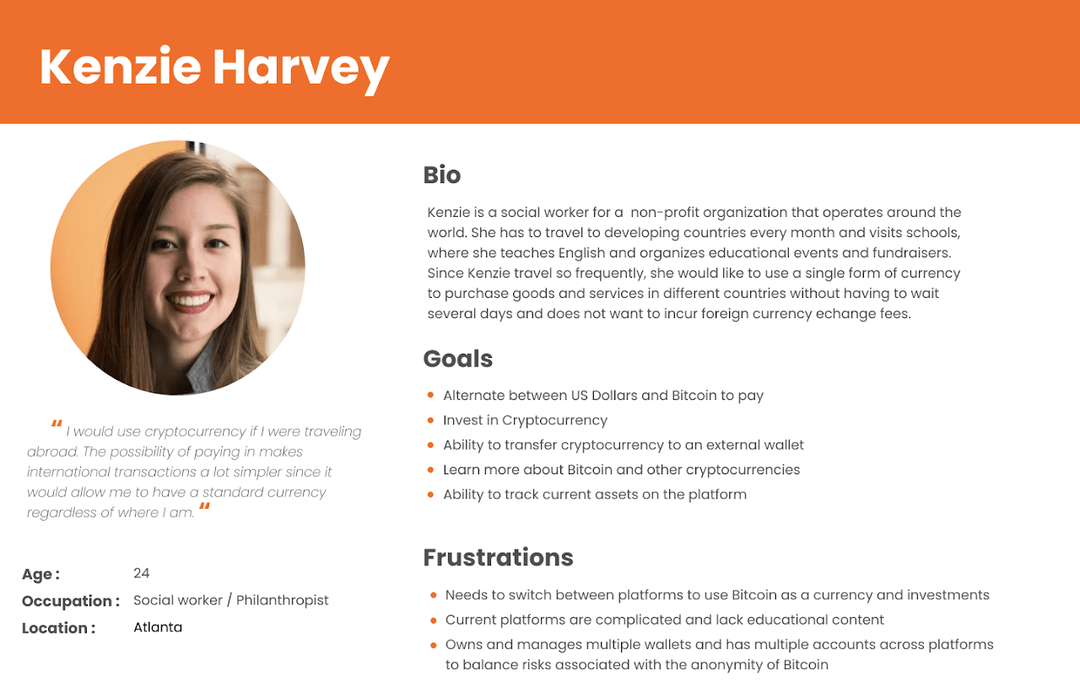 Kenzie Harvey
Bio
Kenzie is a social worker for a  non-profit organization that operates around the
world. She has to travel to developing countries every month and visits schools,
where she teaches English and organizes educational events and fundraisers.
Since Kenzie travel so frequently, she would like to use a single form of currency
to purchase goods and services in different countries without having to wait
several days and does not want to incur foreign currency echange fees.
Goals
• Alternate between US Dollars and Bitcoin to pay
• Invest in Cryptocurrency
• Ability to transfer cryptocurrency to an external wallet
• Learn more about Bitcoin and other cryptocurrencies
• Ability to track current assets on the platform
Frustrations
• Needs to switch between platforms to use Bitcoin as a currency and investments
• Current platforms are complicated and lack educational content
• Owns and manages multiple wallets and has multiple accounts across platforms
to balance risks associated with the anonymity of Bitcoin
“ I would use cryptocurrency if I were traveling
abroad. The possibility of paying in makes
international transactions a lot simpler since it
would allow me to have a standard currency
regardless of where I am. “
Age : 24
Occupation : Social worker / Philanthropist
Location : Atlanta